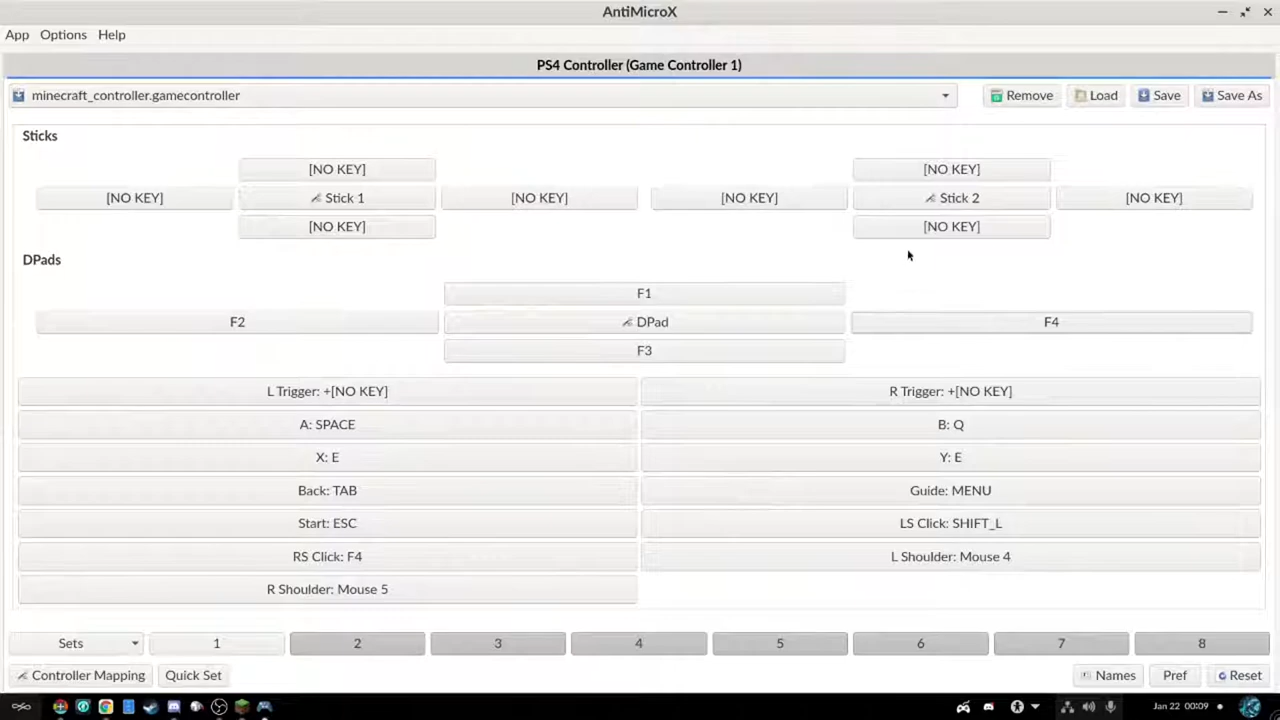 AntiMicroX
App Options Help
PS4 Controller (Game Controller 1)
minecraft_controller.gamecontroller Remove Load Save Save As
Sticks
[NO KEY] [NO KEY]
[NO KEY] Stick 1 [NO KEY] [NO KEY] Stick 2 [NO KEY]
[NO KEY] [NO KEY]
DPads
F1
F2 DPad F4
F3
L Trigger: +[NO KEY] R Trigger: +[NO KEY]
A: SPACE B: Q
X: E Y: E
Back: TAB Guide: MENU
Start: ESC LS Click: SHIFT_L
RS Click: F4 L Shoulder: Mouse 4
R Shoulder: Mouse 5
Sets 1 2 3 4 5 6 7 8
Controller Mapping Quick Set Names Pref Reset
Jan 22 00:09